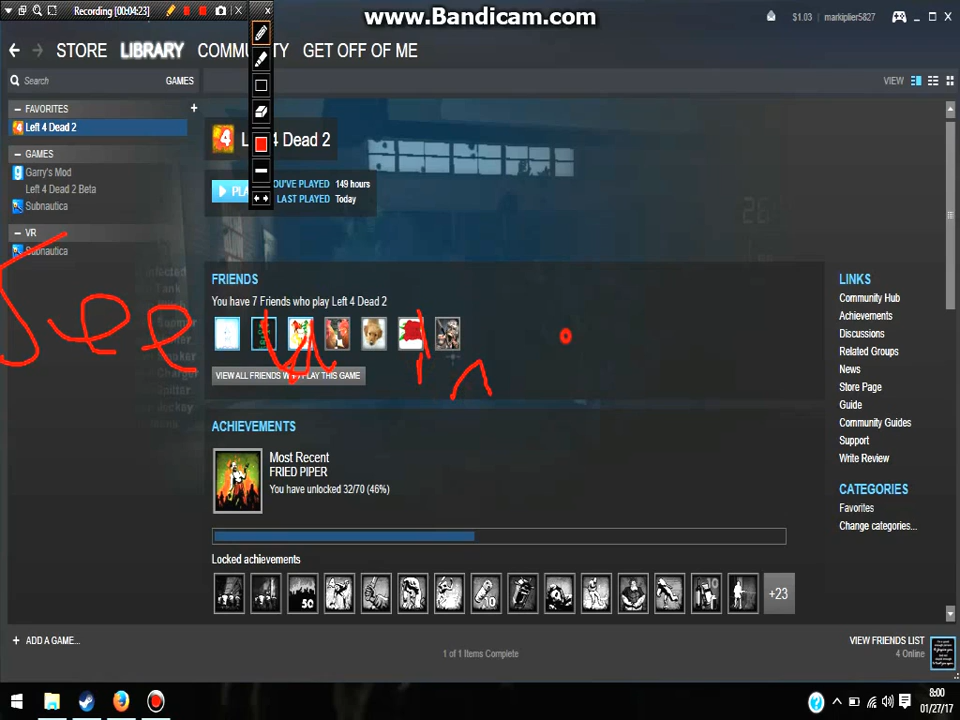 Recording [00:04:23]
www.Bandicam.com
$1.03 markiplier5827
STORE LIBRARY COMMUNITY GET OFF OF ME
Search GAMES
VIEW
FAVORITES
Left 4 Dead 2
GAMES
Garry's Mod
Left 4 Dead 2 Beta
Subnautica
VR
Subnautica
Left 4 Dead 2
PLAY
YOU'VE PLAYED 149 hours
LAST PLAYED Today
FRIENDS
You have 7 Friends who play Left 4 Dead 2
VIEW ALL FRIENDS WHO PLAY THIS GAME
See
in
ACHIEVEMENTS
Most Recent
FRIED PIPER
You have unlocked 32/70 (46%)
Locked achievements
50
10
10
+23
LINKS
Community Hub
Achievements
Discussions
Related Groups
News
Store Page
Guide
Community Guides
Support
Write Review
CATEGORIES
Favorites
Change categories...
ADD A GAME...
1 of 1 Items Complete
VIEW FRIENDS LIST
4 Online
8:00
01/27/17